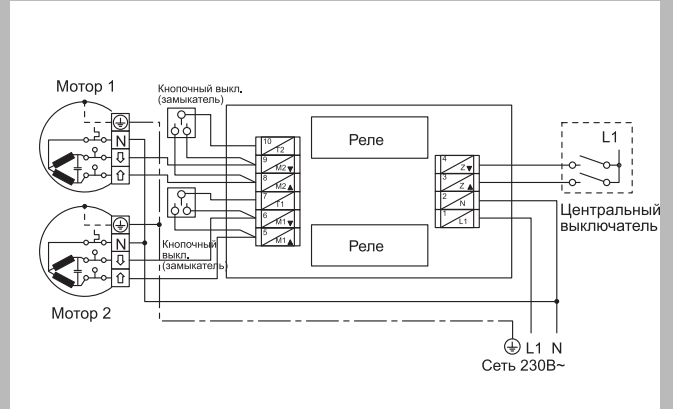 Мотор 1
Кнопочный выкл.
(замыкатель)
N
10
T2
9
M2▼
8
M2▲
7
T1
6
M1▼
5
M1▲
Реле
Реле
4
Z▼
3
Z▲
2
N
1
L1
L1
Центральный
выключатель
N
Кнопочный
выкл.
(замыкатель)
Мотор 2
L1 N
Сеть 230В~